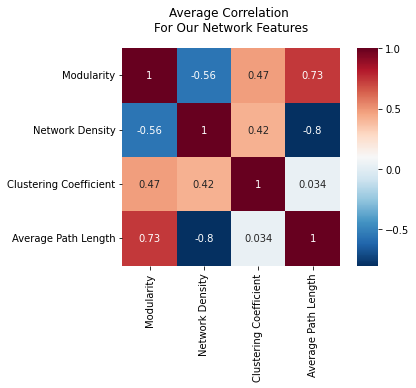 Average Correlation
For Our Network Features
Modularity
1
-0.56
0.47
0.73
Network Density
-0.56
1
0.42
-0.8
Clustering Coefficient
0.47
0.42
1
0.034
Average Path Length
0.73
-0.8
0.034
1
Modularity
Network Density
Clustering Coefficient
Average Path Length
1.0
0.5
0.0
−0.5